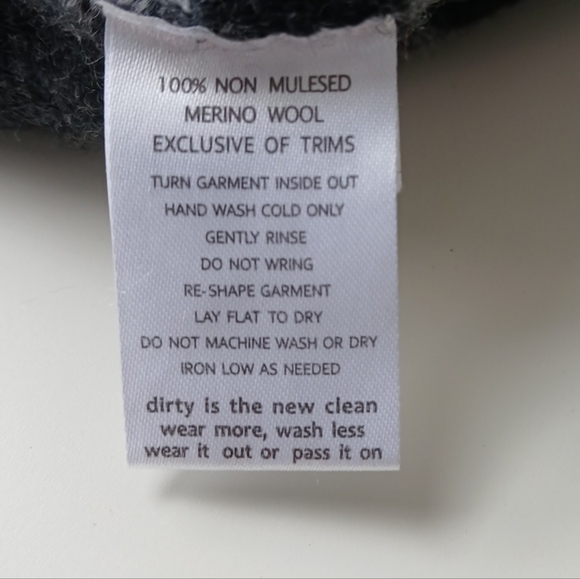 100% NON MULESED
MERINO WOOL
EXCLUSIVE OF TRIMS
TURN GARMENT INSIDE OUT
HAND WASH COLD ONLY
GENTLY RINSE
DO NOT WRING
RE-SHAPE GARMENT
LAY FLAT TO DRY
DO NOT MACHINE WASH OR DRY
IRON LOW AS NEEDED
dirty is the new clean
wear more, wash less
wear it out or pass it on